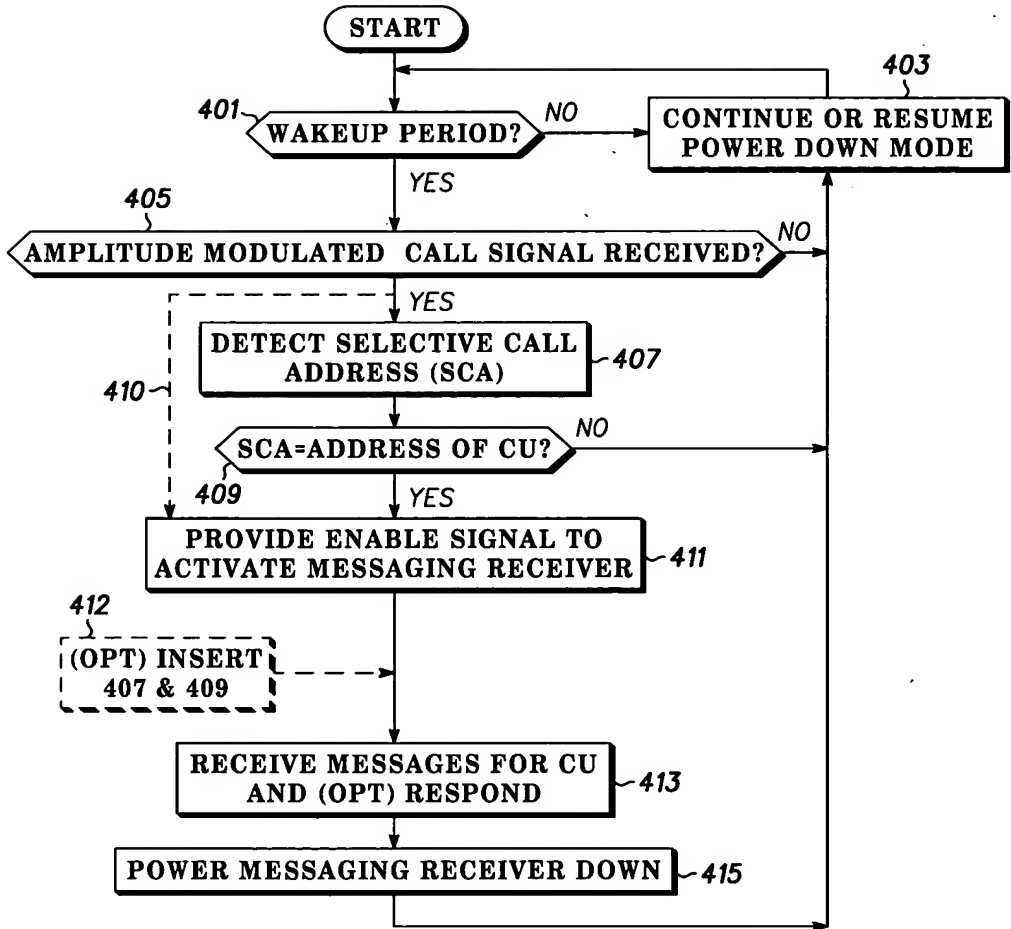 START
403
401
WAKEUP PERIOD?
NO
CONTINUE OR RESUME
POWER DOWN MODE
YES
405
AMPLITUDE MODULATED CALL SIGNAL RECEIVED?
NO
YES
DETECT SELECTIVE CALL
ADDRESS (SCA)
407
410
SCA=ADDRESS OF CU?
NO
409
YES
PROVIDE ENABLE SIGNAL TO
ACTIVATE MESSAGING RECEIVER
411
412
(OPT) INSERT
407 & 409
RECEIVE MESSAGES FOR CU
AND (OPT) RESPOND
413
POWER MESSAGING RECEIVER DOWN
415